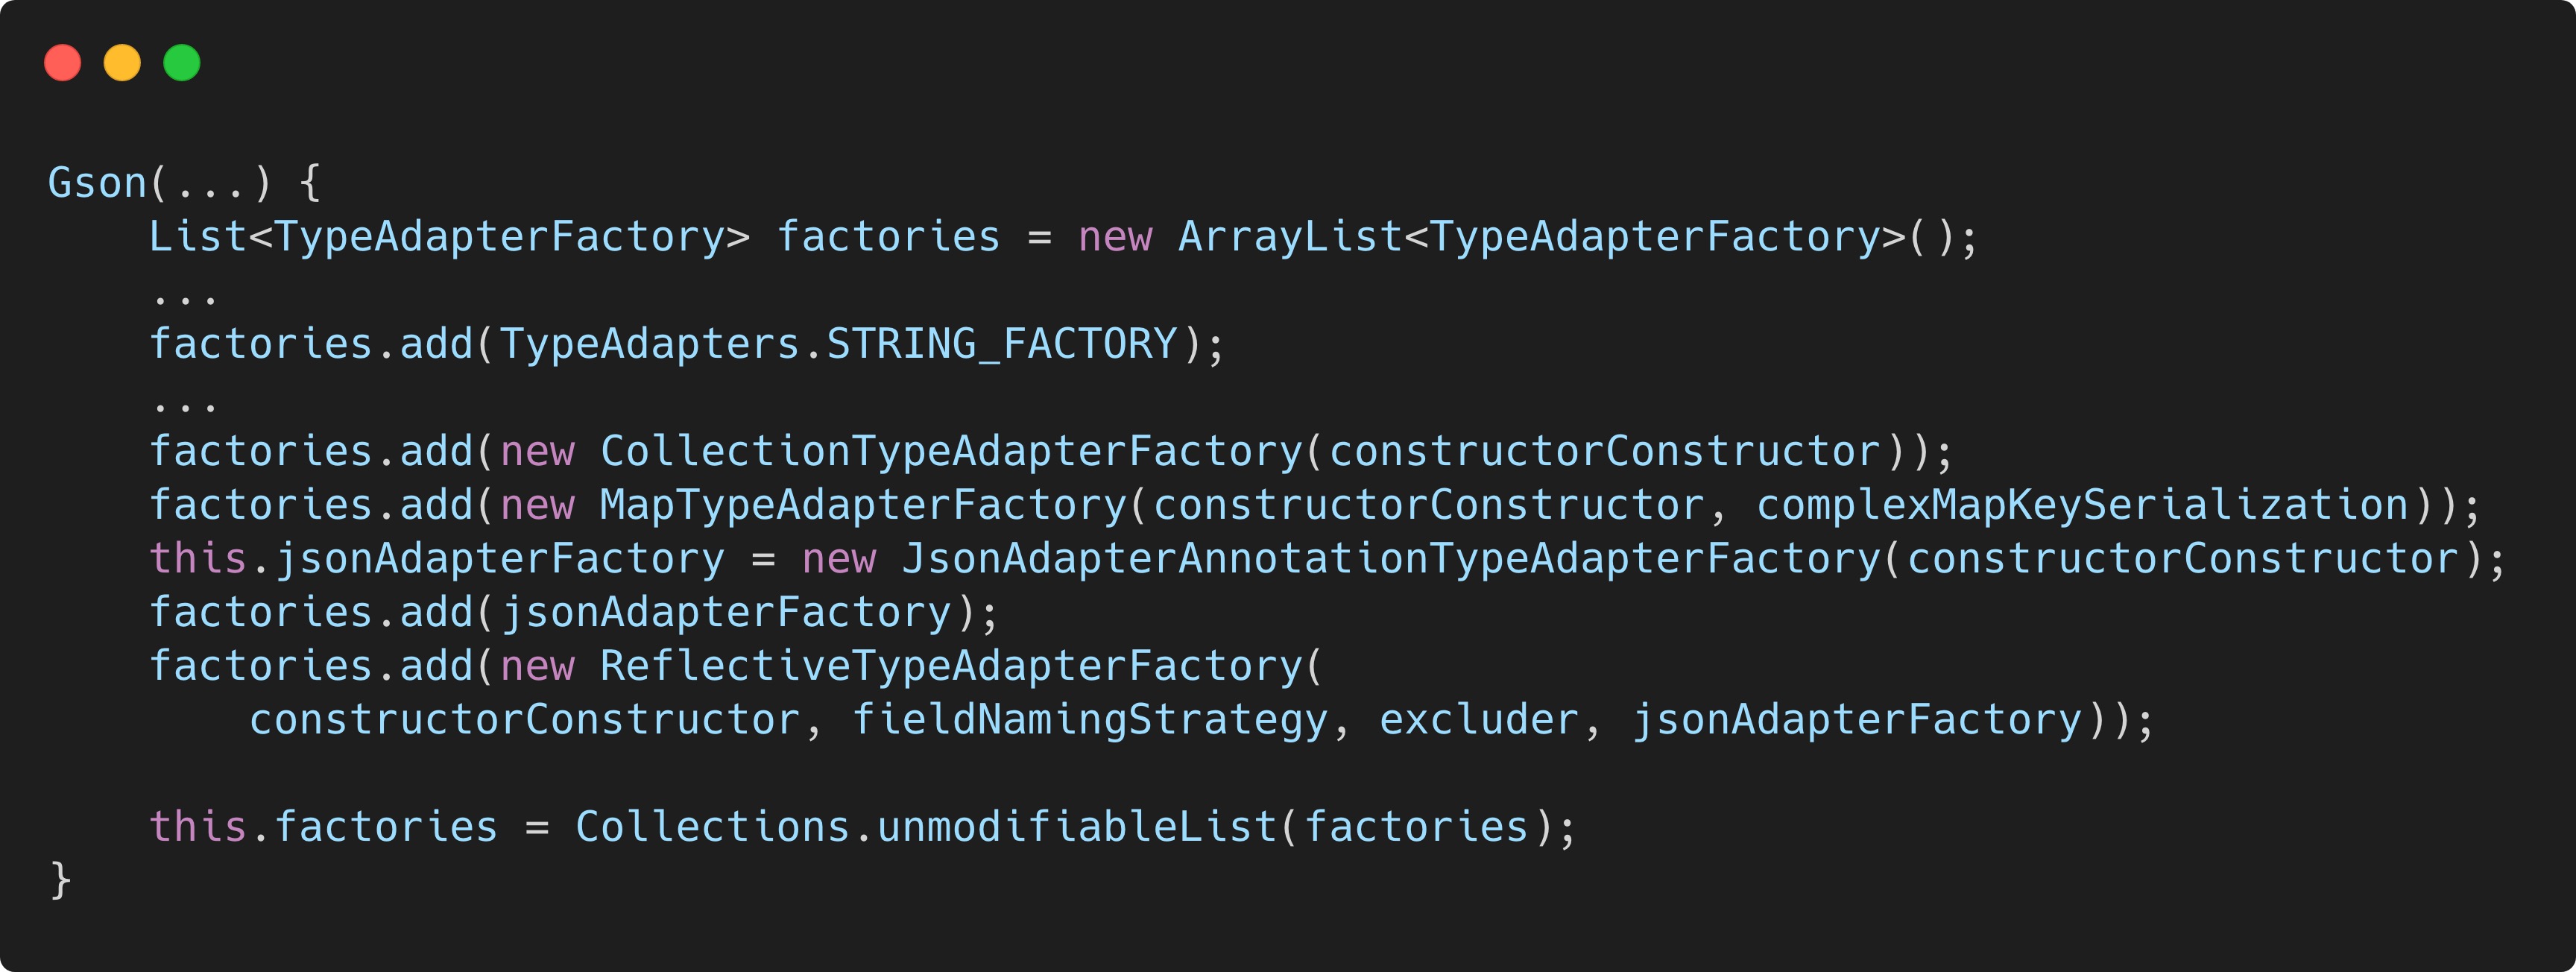 Gson(...) {
    List<TypeAdapterFactory> factories = new ArrayList<TypeAdapterFactory>();
    ...
    factories.add(TypeAdapters.STRING_FACTORY);
    ...
    factories.add(new CollectionTypeAdapterFactory(constructorConstructor));
    factories.add(new MapTypeAdapterFactory(constructorConstructor, complexMapKeySerialization));
    this.jsonAdapterFactory = new JsonAdapterAnnotationTypeAdapterFactory(constructorConstructor);
    factories.add(jsonAdapterFactory);
    factories.add(new ReflectiveTypeAdapterFactory(
        constructorConstructor, fieldNamingStrategy, excluder, jsonAdapterFactory));

    this.factories = Collections.unmodifiableList(factories);
}